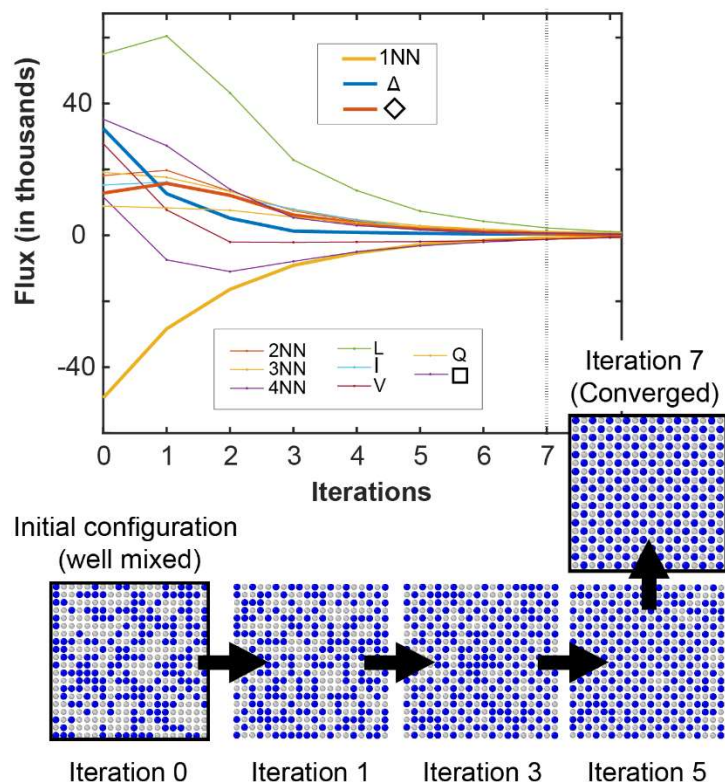 Flux (in thousands)
40
0
-40
1NN
Δ
◇
2NN
3NN
4NN
L
I
V
Q
□
0 1 2 3 4 5 6 7
Iterations
Iteration 7
(Converged)
Initial configuration
(well mixed)
Iteration 0
Iteration 1
Iteration 3
Iteration 5